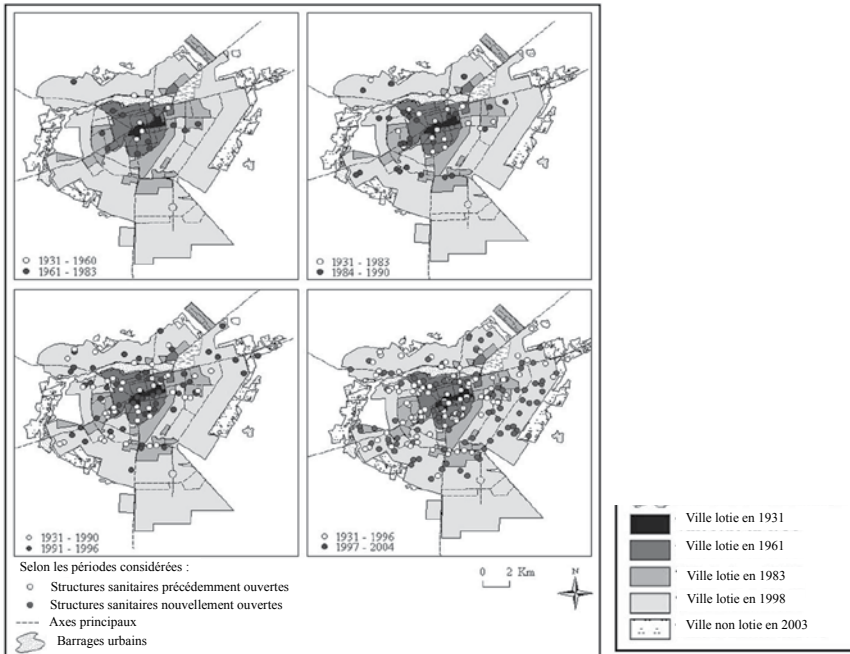 1931 - 1960
1961 - 1983
1931 - 1983
1984 - 1990
1931 - 1990
1991 - 1996
1931 - 1996
1997 - 2004
Selon les périodes considérées :
Structures sanitaires précédemment ouvertes
Structures sanitaires nouvellement ouvertes
Axes principaux
Barrages urbains
0 2 Km
N
Ville lotie en 1931
Ville lotie en 1961
Ville lotie en 1983
Ville lotie en 1998
Ville non lotie en 2003